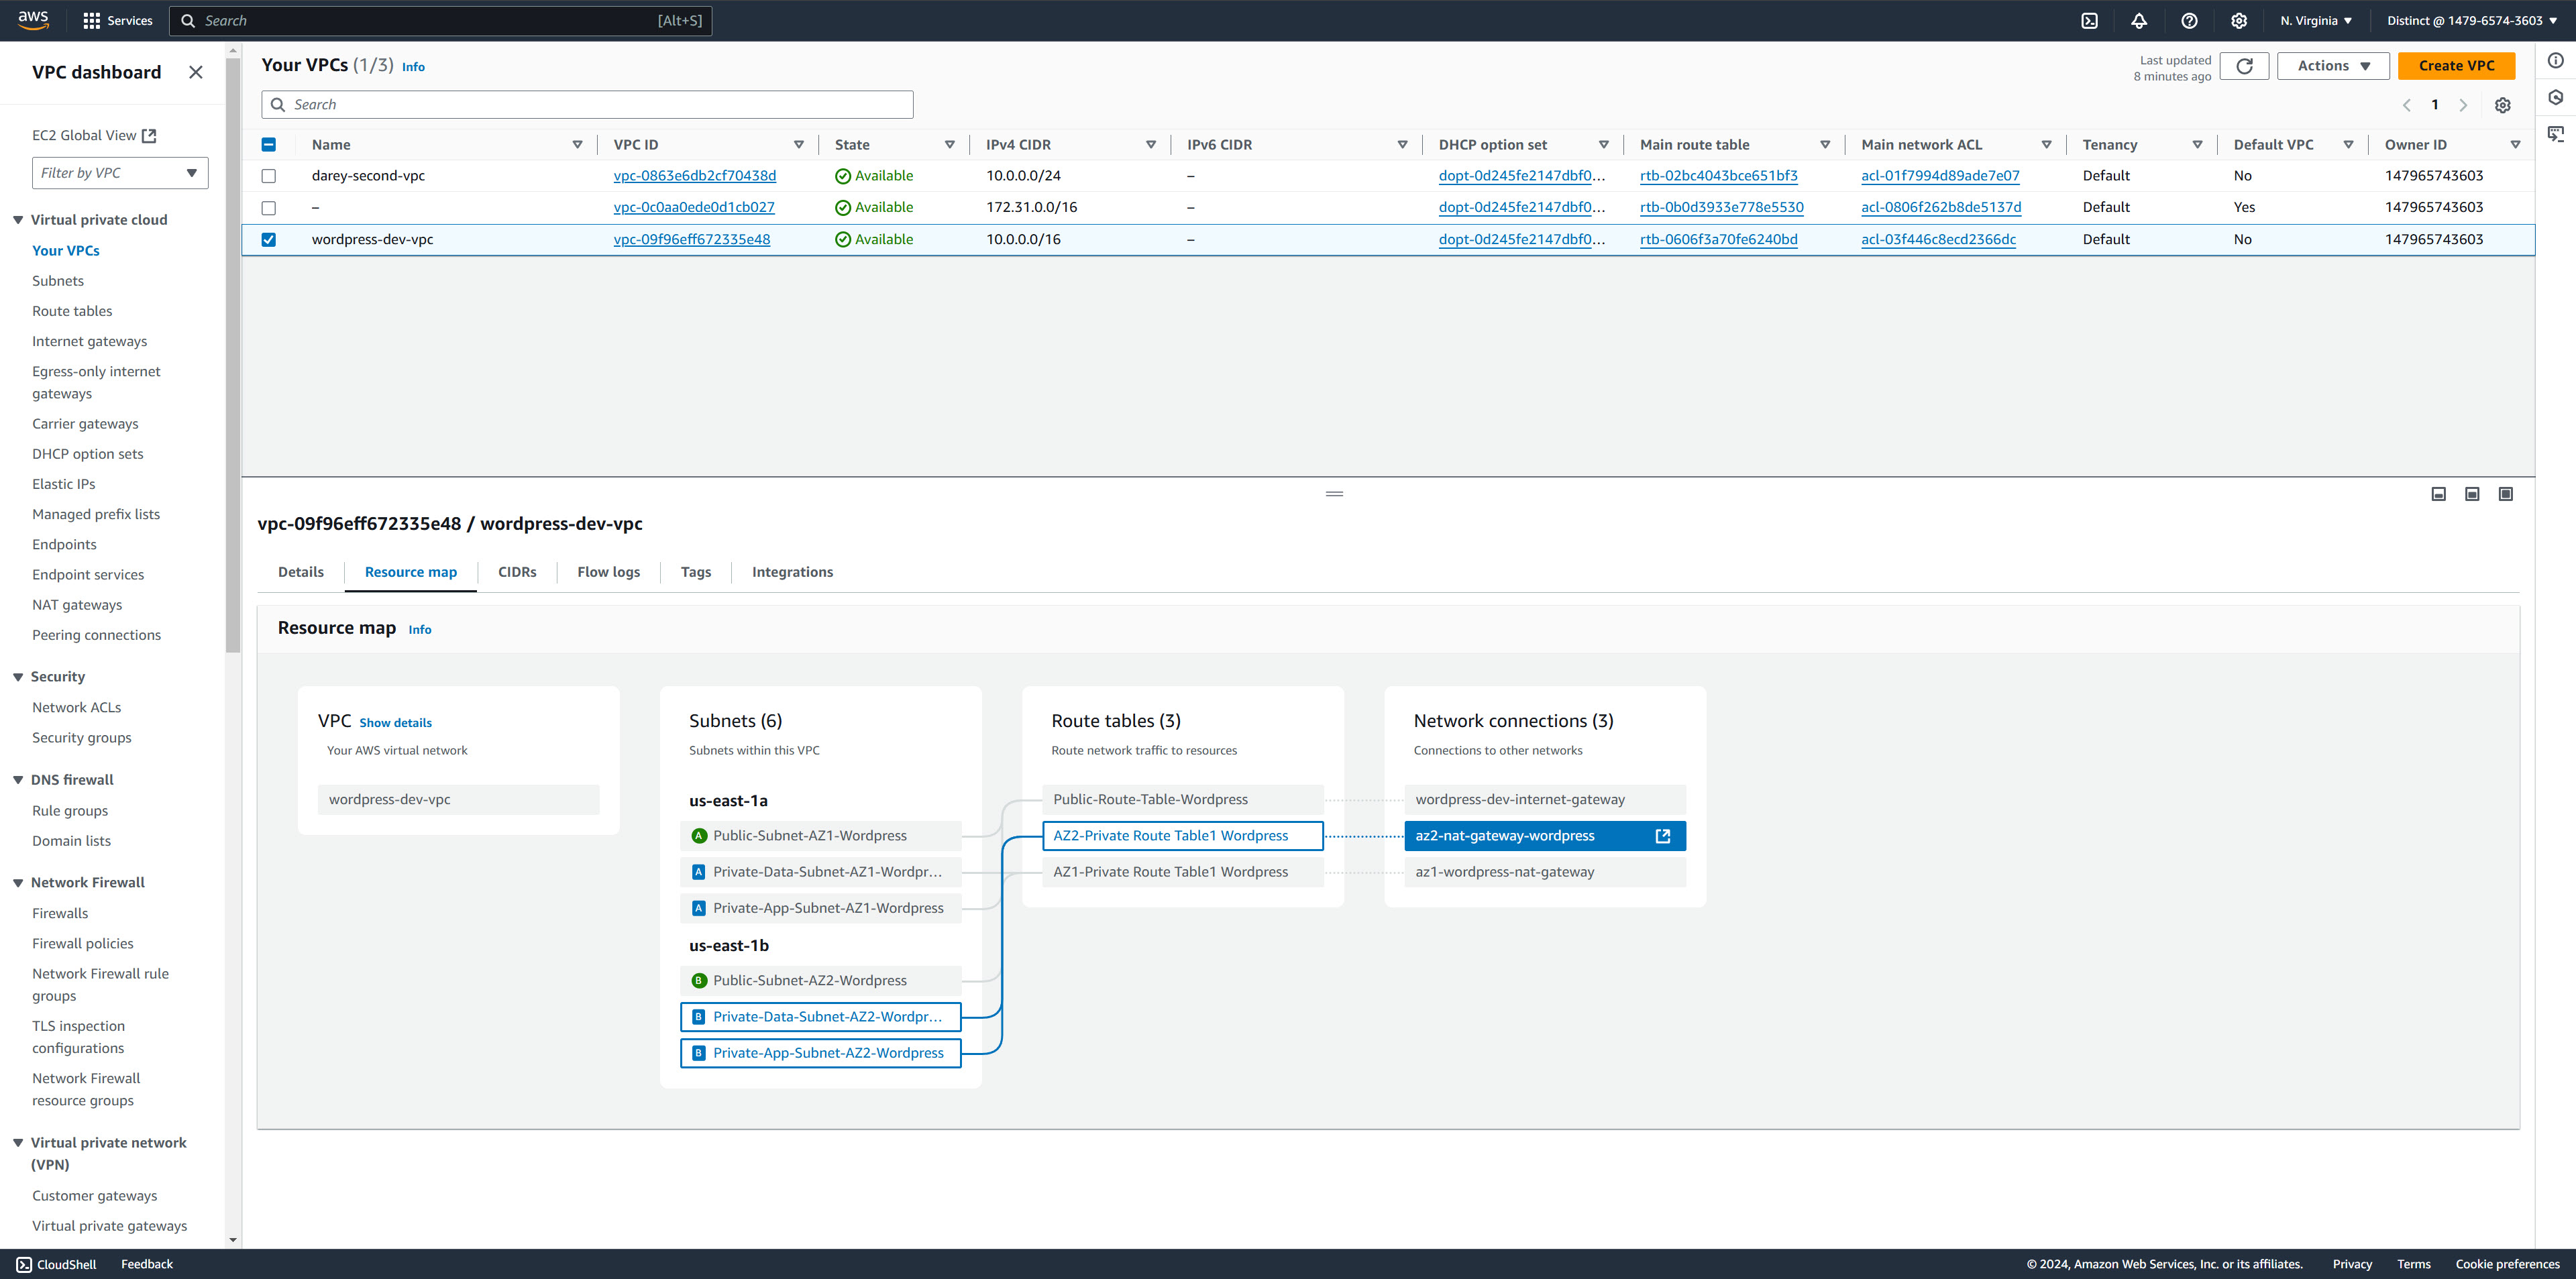 aws
Services
Search
[Alt+S]
N. Virginia
Distinct @ 1479-6574-3603
VPC dashboard
EC2 Global View
Filter by VPC
Virtual private cloud
Your VPCs
Subnets
Route tables
Internet gateways
Egress-only internet
gateways
Carrier gateways
DHCP option sets
Elastic IPs
Managed prefix lists
Endpoints
Endpoint services
NAT gateways
Peering connections
Security
Network ACLs
Security groups
DNS firewall
Rule groups
Domain lists
Network Firewall
Firewalls
Firewall policies
Network Firewall rule
groups
TLS inspection
configurations
Network Firewall
resource groups
Virtual private network
(VPN)
Customer gateways
Virtual private gateways
Your VPCs (1/3) Info
Last updated
8 minutes ago
Actions
Create VPC
Search
1
Name VPC ID State IPv4 CIDR IPv6 CIDR DHCP option set Main route table Main network ACL Tenancy Default VPC Owner ID
darey-second-vpc vpc-0863e6db2cf70438d Available 10.0.0.0/24 – dopt-0d245fe2147dbf0... rtb-02bc4043bce651bf3 acl-01f7994d89ade7e07 Default No 147965743603
– vpc-0c0aa0ede0d1cb027 Available 172.31.0.0/16 – dopt-0d245fe2147dbf0... rtb-0b0d3933e778e5530 acl-0806f262b8de5137d Default Yes 147965743603
wordpress-dev-vpc vpc-09f96eff672335e48 Available 10.0.0.0/16 – dopt-0d245fe2147dbf0... rtb-0606f3a70fe6240bd acl-03f446c8ecd2366dc Default No 147965743603
vpc-09f96eff672335e48 / wordpress-dev-vpc
Details Resource map CIDRs Flow logs Tags Integrations
Resource map Info
VPC Show details
Your AWS virtual network
wordpress-dev-vpc
Subnets (6)
Subnets within this VPC
us-east-1a
A Public-Subnet-AZ1-Wordpress
A Private-Data-Subnet-AZ1-Wordpr...
A Private-App-Subnet-AZ1-Wordpress
us-east-1b
B Public-Subnet-AZ2-Wordpress
B Private-Data-Subnet-AZ2-Wordpr...
B Private-App-Subnet-AZ2-Wordpress
Route tables (3)
Route network traffic to resources
Public-Route-Table-Wordpress
AZ2-Private Route Table1 Wordpress
AZ1-Private Route Table1 Wordpress
Network connections (3)
Connections to other networks
wordpress-dev-internet-gateway
az2-nat-gateway-wordpress
az1-wordpress-nat-gateway
CloudShell
Feedback
© 2024, Amazon Web Services, Inc. or its affiliates.
Privacy
Terms
Cookie preferences